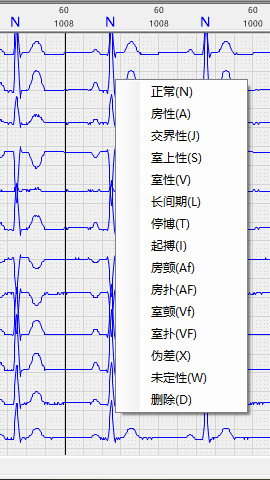 60 60 60
N 1008 N 1008 N 1000
正常(N)
房性(A)
交界性(J)
室上性(S)
室性(V)
长间期(L)
停博(T)
起搏(I)
房颤(Af)
房扑(AF)
室颤(Vf)
室扑(VF)
伪差(X)
未定性(W)
删除(D)